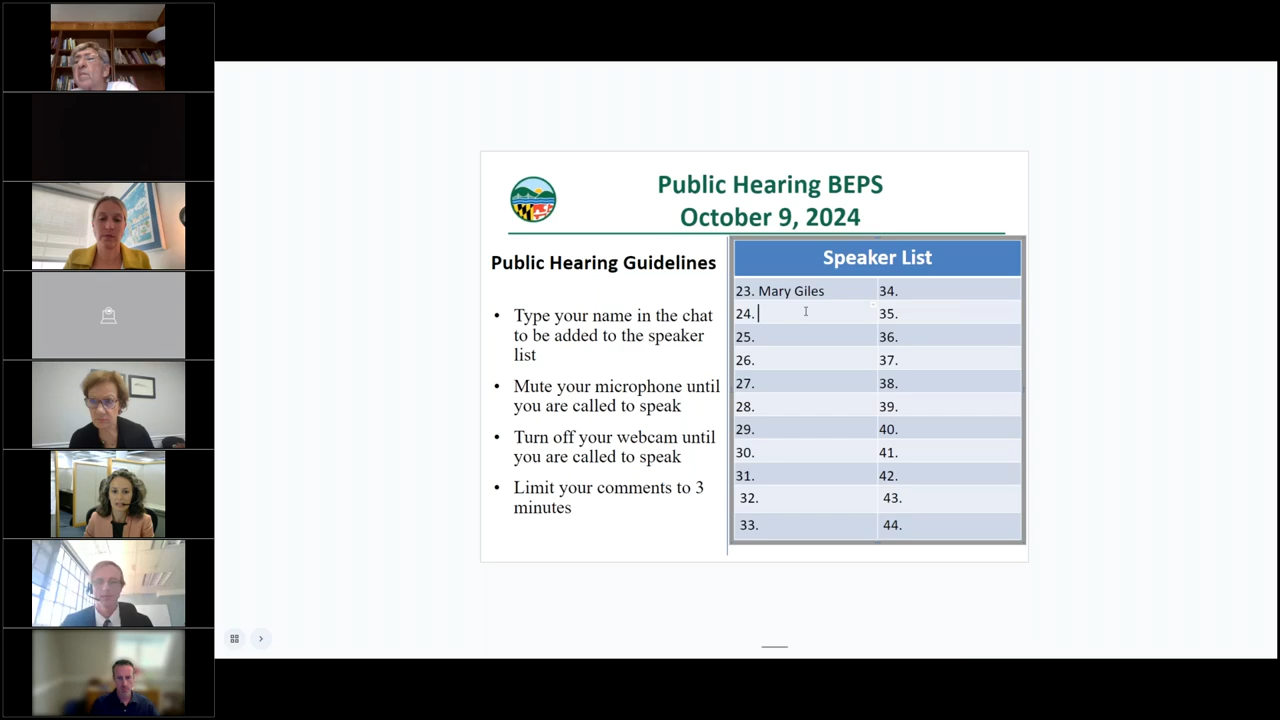 Public Hearing BEPS
October 9, 2024
Public Hearing Guidelines
• Type your name in the chat
to be added to the speaker
list
• Mute your microphone until
you are called to speak
• Turn off your webcam until
you are called to speak
• Limit your comments to 3
minutes
Speaker List
23. Mary Giles 34.
24. 35.
25. 36.
26. 37.
27. 38.
28. 39.
29. 40.
30. 41.
31. 42.
32. 43.
33. 44.